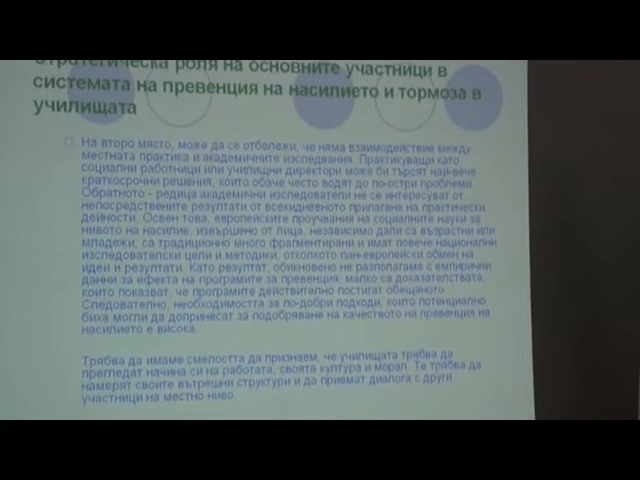 Стратегическа роля на основните участници в
системата на превенция на насилието и тормоза в
училищата
На второ място, може да се отбележи, че няма взаимодействие между
местната практика и академичните изследвания. Практикуващи като
социални работници или училищни директори може би търсят най-вече
краткосрочни решения, които обаче често водят до по-остри проблеми.
Обратното - редица академични изследователи не се интересуват от
непосредствените резултати от всекидневното прилагане на практически
дейности. Освен това, европейските проучвания на социалните науки за
нивото на насилие, извършено от лица, независимо дали са възрастни или
младежи, са традиционно много фрагментирани и имат повече национални
изследователски цели и методики, отколкото пан-европейски обмен на
идеи и резултати. Като резултат, обикновено не разполагаме с емпирични
данни за ефекта на програмите за превенция; малко са доказателствата,
които показват, че програмите действително постигат обещаното.
Следователно, необходимостта за по-добри подходи, които потенциално
биха могли да допринесат за подобряване на качеството на превенция на
насилието е висока.
Трябва да имаме смелостта да признаем, че училищата трябва да
прегледат начина си на работата, своята култура и морал. Те трябва да
намерят своите вътрешни структури и да приемат диалога с други
участници на местно ниво.